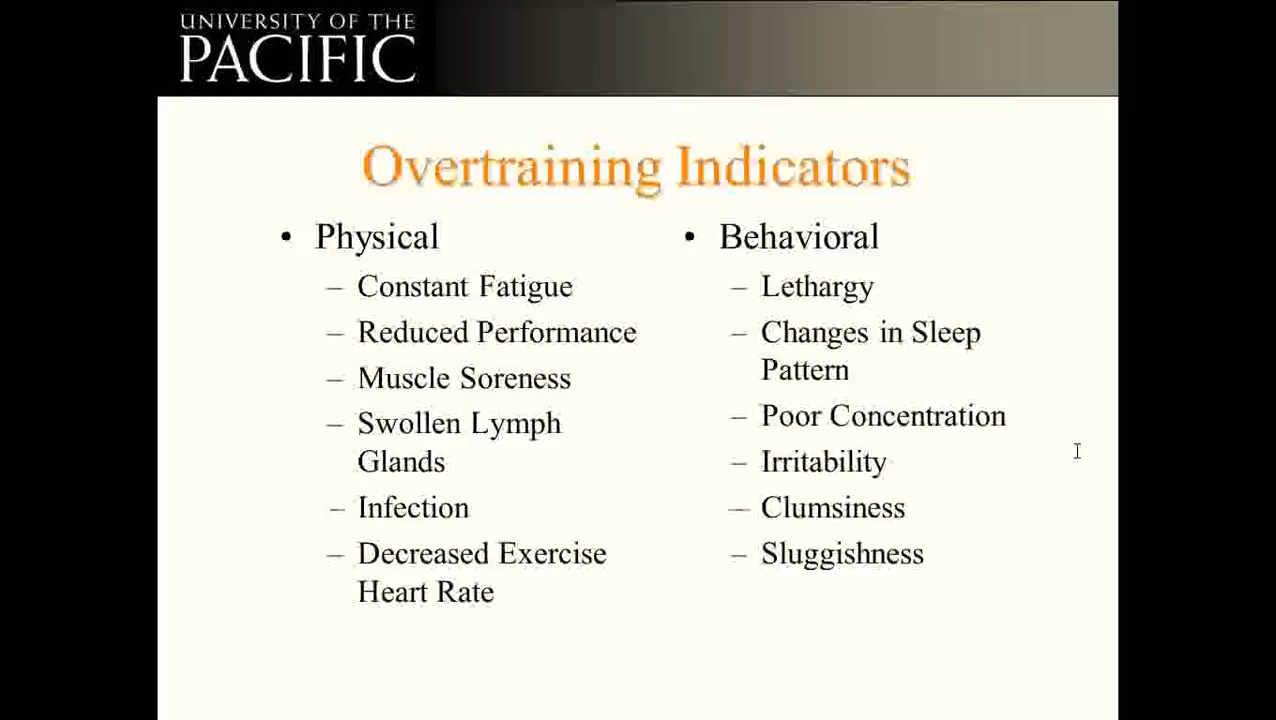 UNIVERSITY OF THE
PACIFIC
Overtraining Indicators
• Physical
– Constant Fatigue
– Reduced Performance
– Muscle Soreness
– Swollen Lymph
Glands
– Infection
– Decreased Exercise
Heart Rate
• Behavioral
– Lethargy
– Changes in Sleep
Pattern
– Poor Concentration
– Irritability
– Clumsiness
– Sluggishness